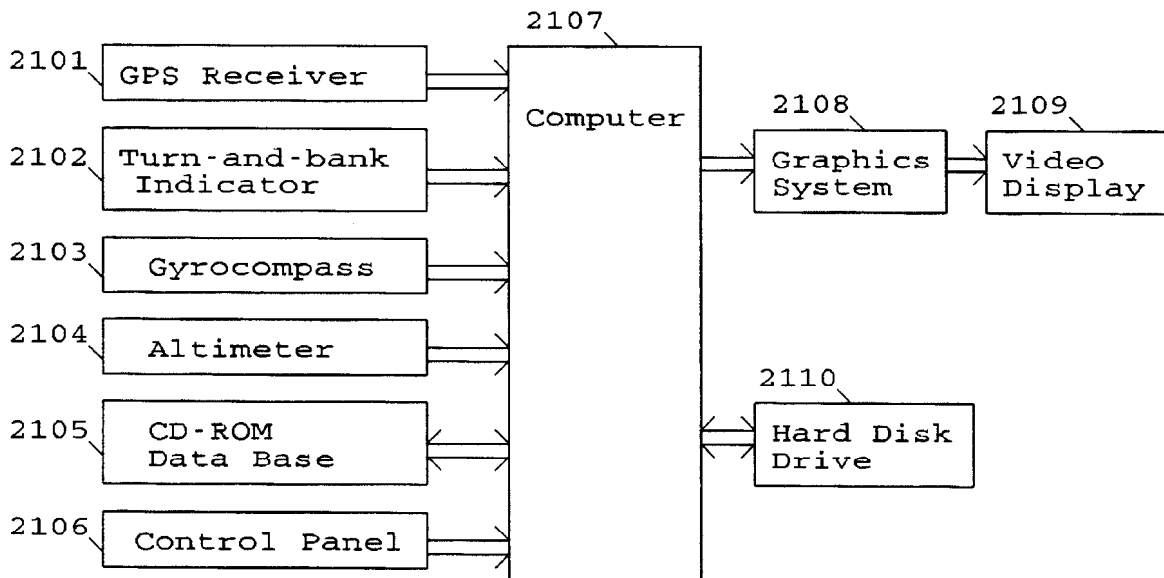 2107
2101
GPS Receiver
Computer
2108
2109
2102
Turn-and-bank
Indicator
Graphics
System
Video
Display
2103
Gyrocompass
2104
Altimeter
2110
2105
CD-ROM
Data Base
Hard Disk
Drive
2106
Control Panel